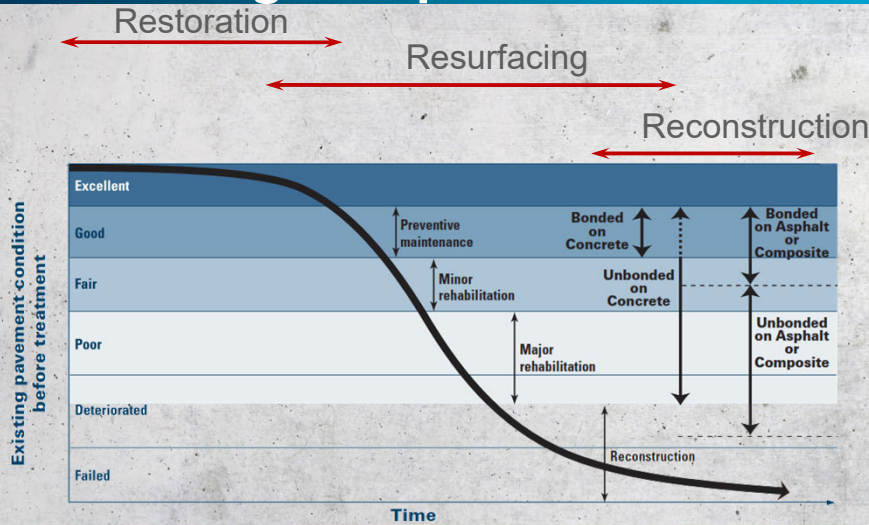 Restoration
Resurfacing
Reconstruction
Existing pavement condition
before treatment
Excellent
Good
Fair
Poor
Deteriorated
Failed
Preventive
maintenance
Minor
rehabilitation
Major
rehabilitation
Reconstruction
Bonded
on
Concrete
Unbonded
on
Concrete
Bonded
on Asphalt
or
Composite
Unbonded
on Asphalt
or
Composite
Time